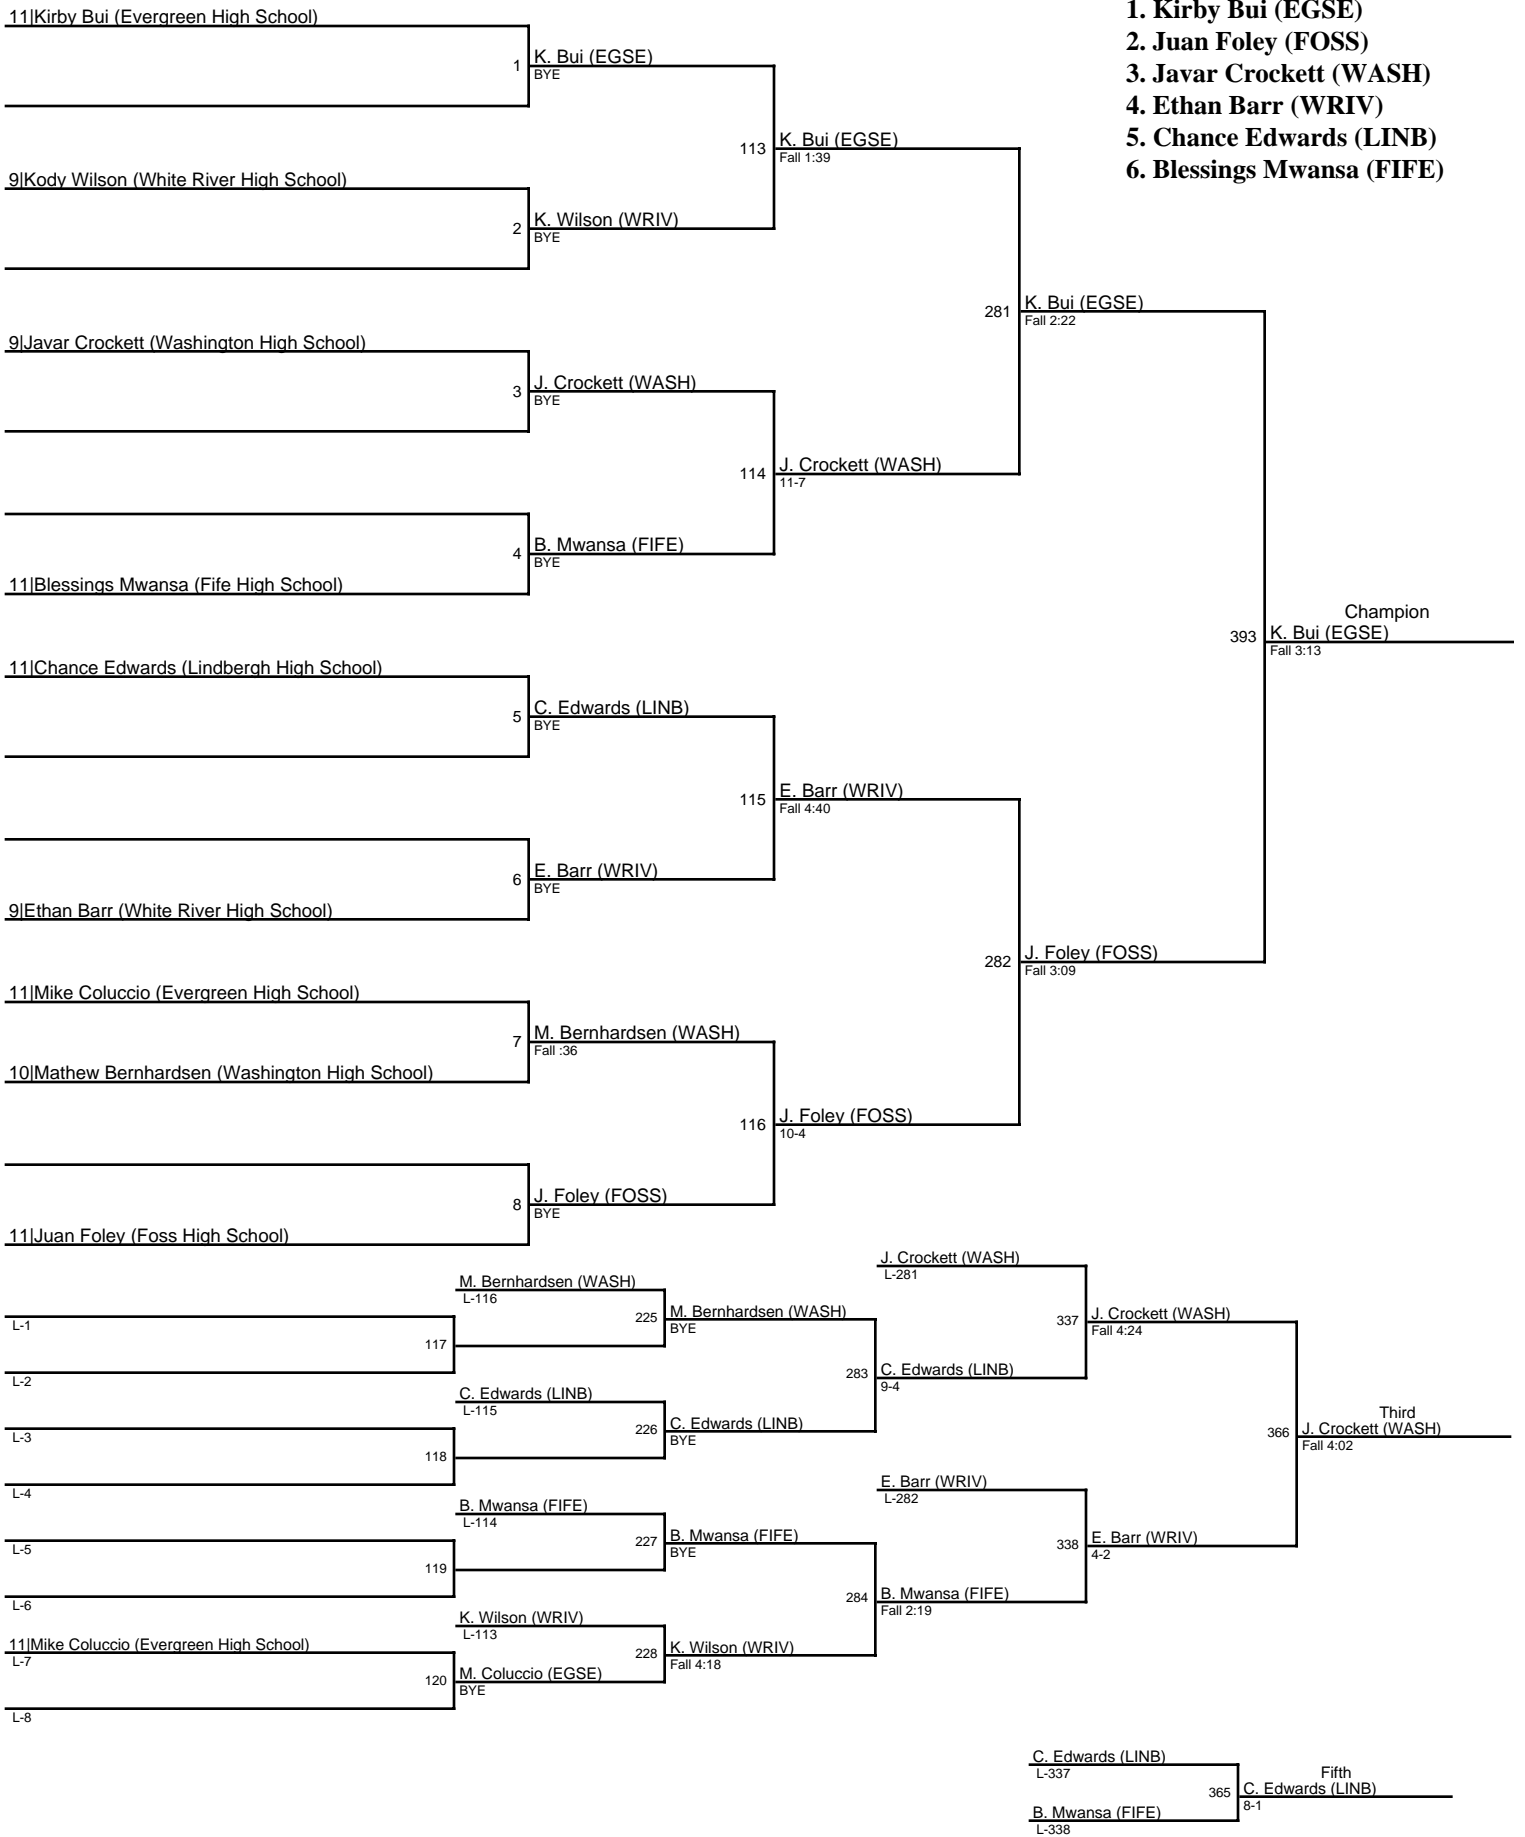 11|Kirby Bui (Evergreen High School)
1
K. Bui (EGSE)
BYE
113
K. Bui (EGSE)
Fall 1:39
9|Kody Wilson (White River High School)
2
K. Wilson (WRIV)
BYE
281
K. Bui (EGSE)
Fall 2:22
9|Javar Crockett (Washington High School)
3
J. Crockett (WASH)
BYE
114
J. Crockett (WASH)
11-7
4
B. Mwansa (FIFE)
BYE
11|Blessings Mwansa (Fife High School)
Champion
393
K. Bui (EGSE)
Fall 3:13
11|Chance Edwards (Lindbergh High School)
5
C. Edwards (LINB)
BYE
115
E. Barr (WRIV)
Fall 4:40
6
E. Barr (WRIV)
BYE
9|Ethan Barr (White River High School)
282
J. Foley (FOSS)
Fall 3:09
11|Mike Coluccio (Evergreen High School)
7
M. Bernhardsen (WASH)
Fall :36
10|Mathew Bernhardsen (Washington High School)
116
J. Foley (FOSS)
10-4
8
J. Foley (FOSS)
BYE
11|Juan Foley (Foss High School)
1. Kirby Bui (EGSE)
2. Juan Foley (FOSS)
3. Javar Crockett (WASH)
4. Ethan Barr (WRIV)
5. Chance Edwards (LINB)
6. Blessings Mwansa (FIFE)
L-1
117
L-2
M. Bernhardsen (WASH)
L-116
225
M. Bernhardsen (WASH)
BYE
L-3
118
L-4
C. Edwards (LINB)
L-115
226
C. Edwards (LINB)
BYE
283
C. Edwards (LINB)
9-4
J. Crockett (WASH)
L-281
337
J. Crockett (WASH)
Fall 4:24
L-5
119
L-6
B. Mwansa (FIFE)
L-114
227
B. Mwansa (FIFE)
BYE
11|Mike Coluccio (Evergreen High School)
L-7
120
M. Coluccio (EGSE)
BYE
L-8
K. Wilson (WRIV)
L-113
228
K. Wilson (WRIV)
Fall 4:18
284
B. Mwansa (FIFE)
Fall 2:19
E. Barr (WRIV)
L-282
338
E. Barr (WRIV)
4-2
Third
366
J. Crockett (WASH)
Fall 4:02
C. Edwards (LINB)
L-337
365
Fifth
C. Edwards (LINB)
8-1
B. Mwansa (FIFE)
L-338